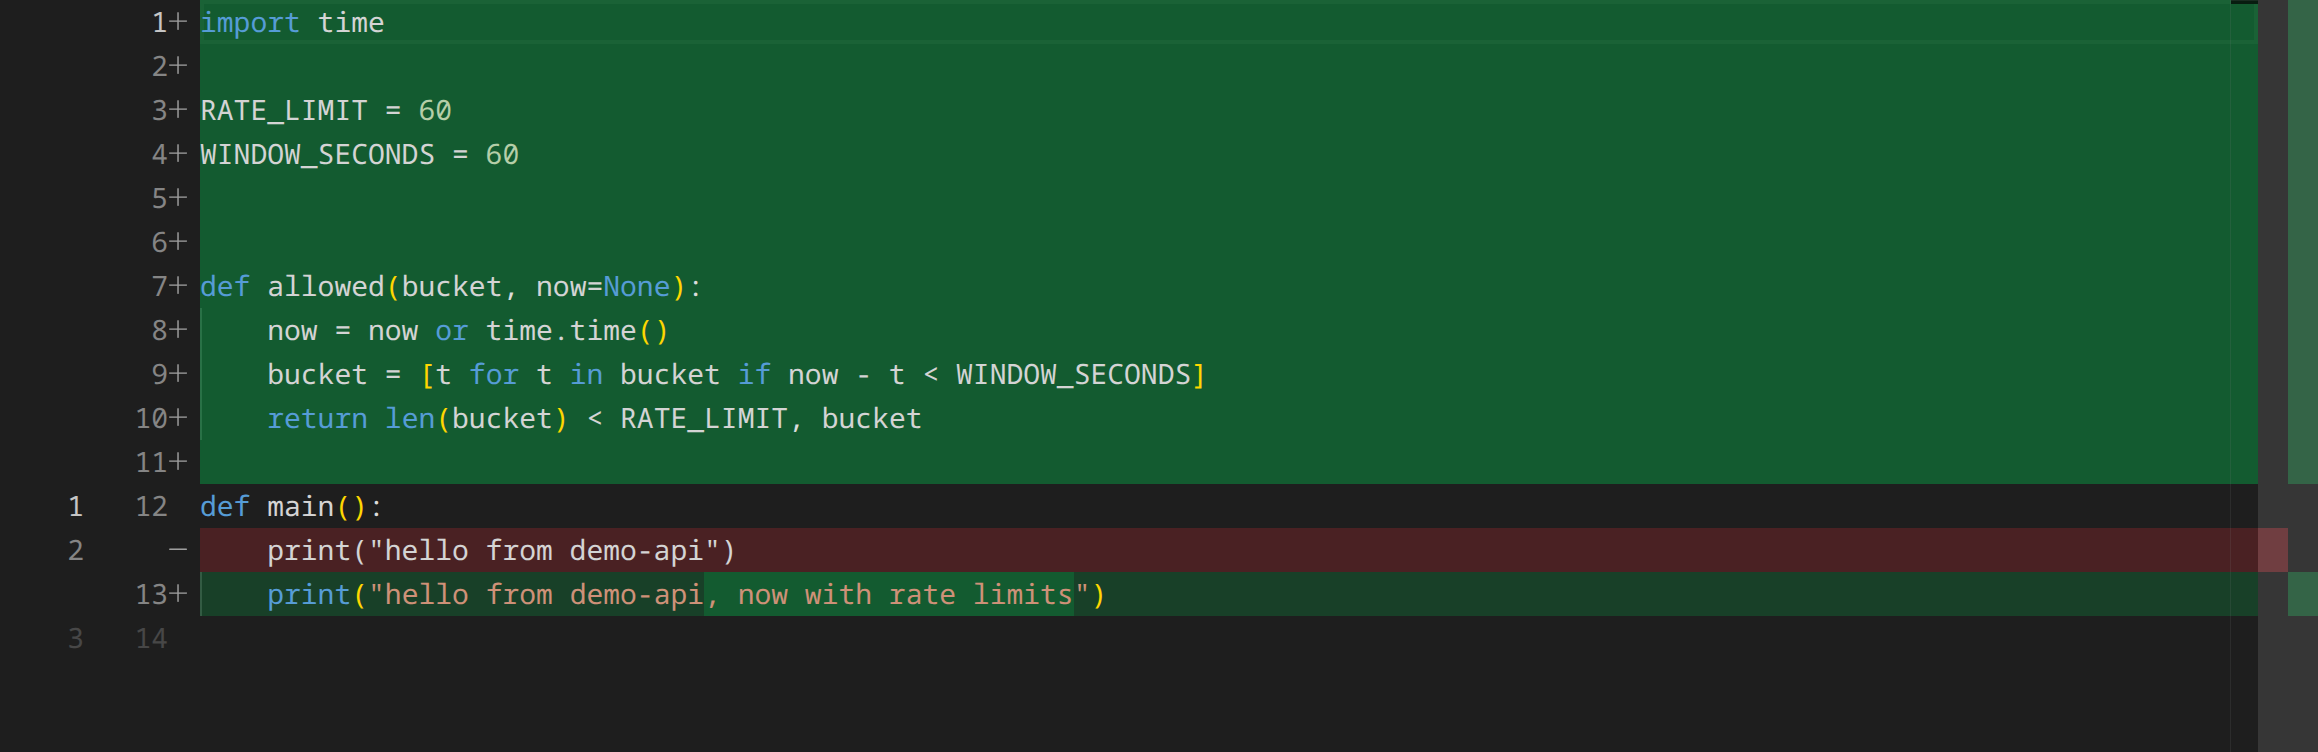 1+ import time
2+
3+ RATE_LIMIT = 60
4+ WINDOW_SECONDS = 60
5+
6+
7+ def allowed(bucket, now=None):
8+     now = now or time.time()
9+     bucket = [t for t in bucket if now - t < WINDOW_SECONDS]
10+     return len(bucket) < RATE_LIMIT, bucket
11+
1 12 def main():
2 −     print("hello from demo-api")
13+     print("hello from demo-api, now with rate limits")
3 14